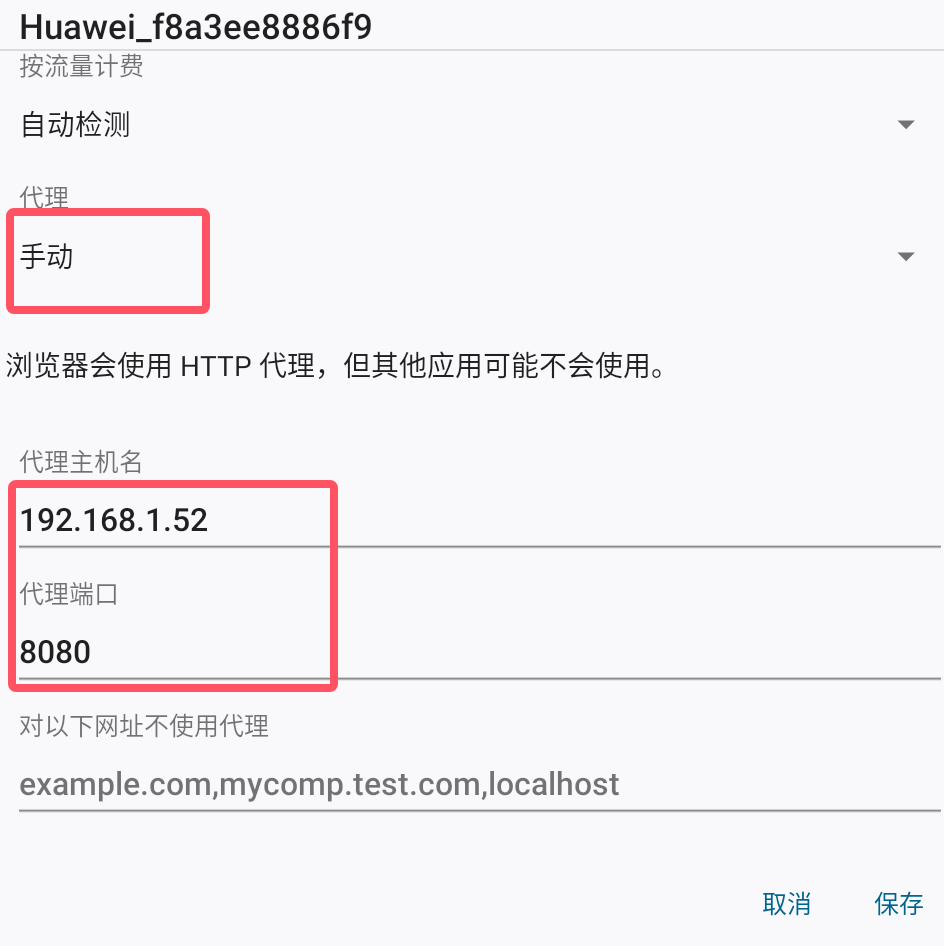 Huawei_f8a3ee8886f9
按流量计费
自动检测
代理
手动
浏览器会使用 HTTP 代理，但其他应用可能不会使用。
代理主机名
192.168.1.52
代理端口
8080
对以下网址不使用代理
example.com,mycomp.test.com,localhost
取消 保存